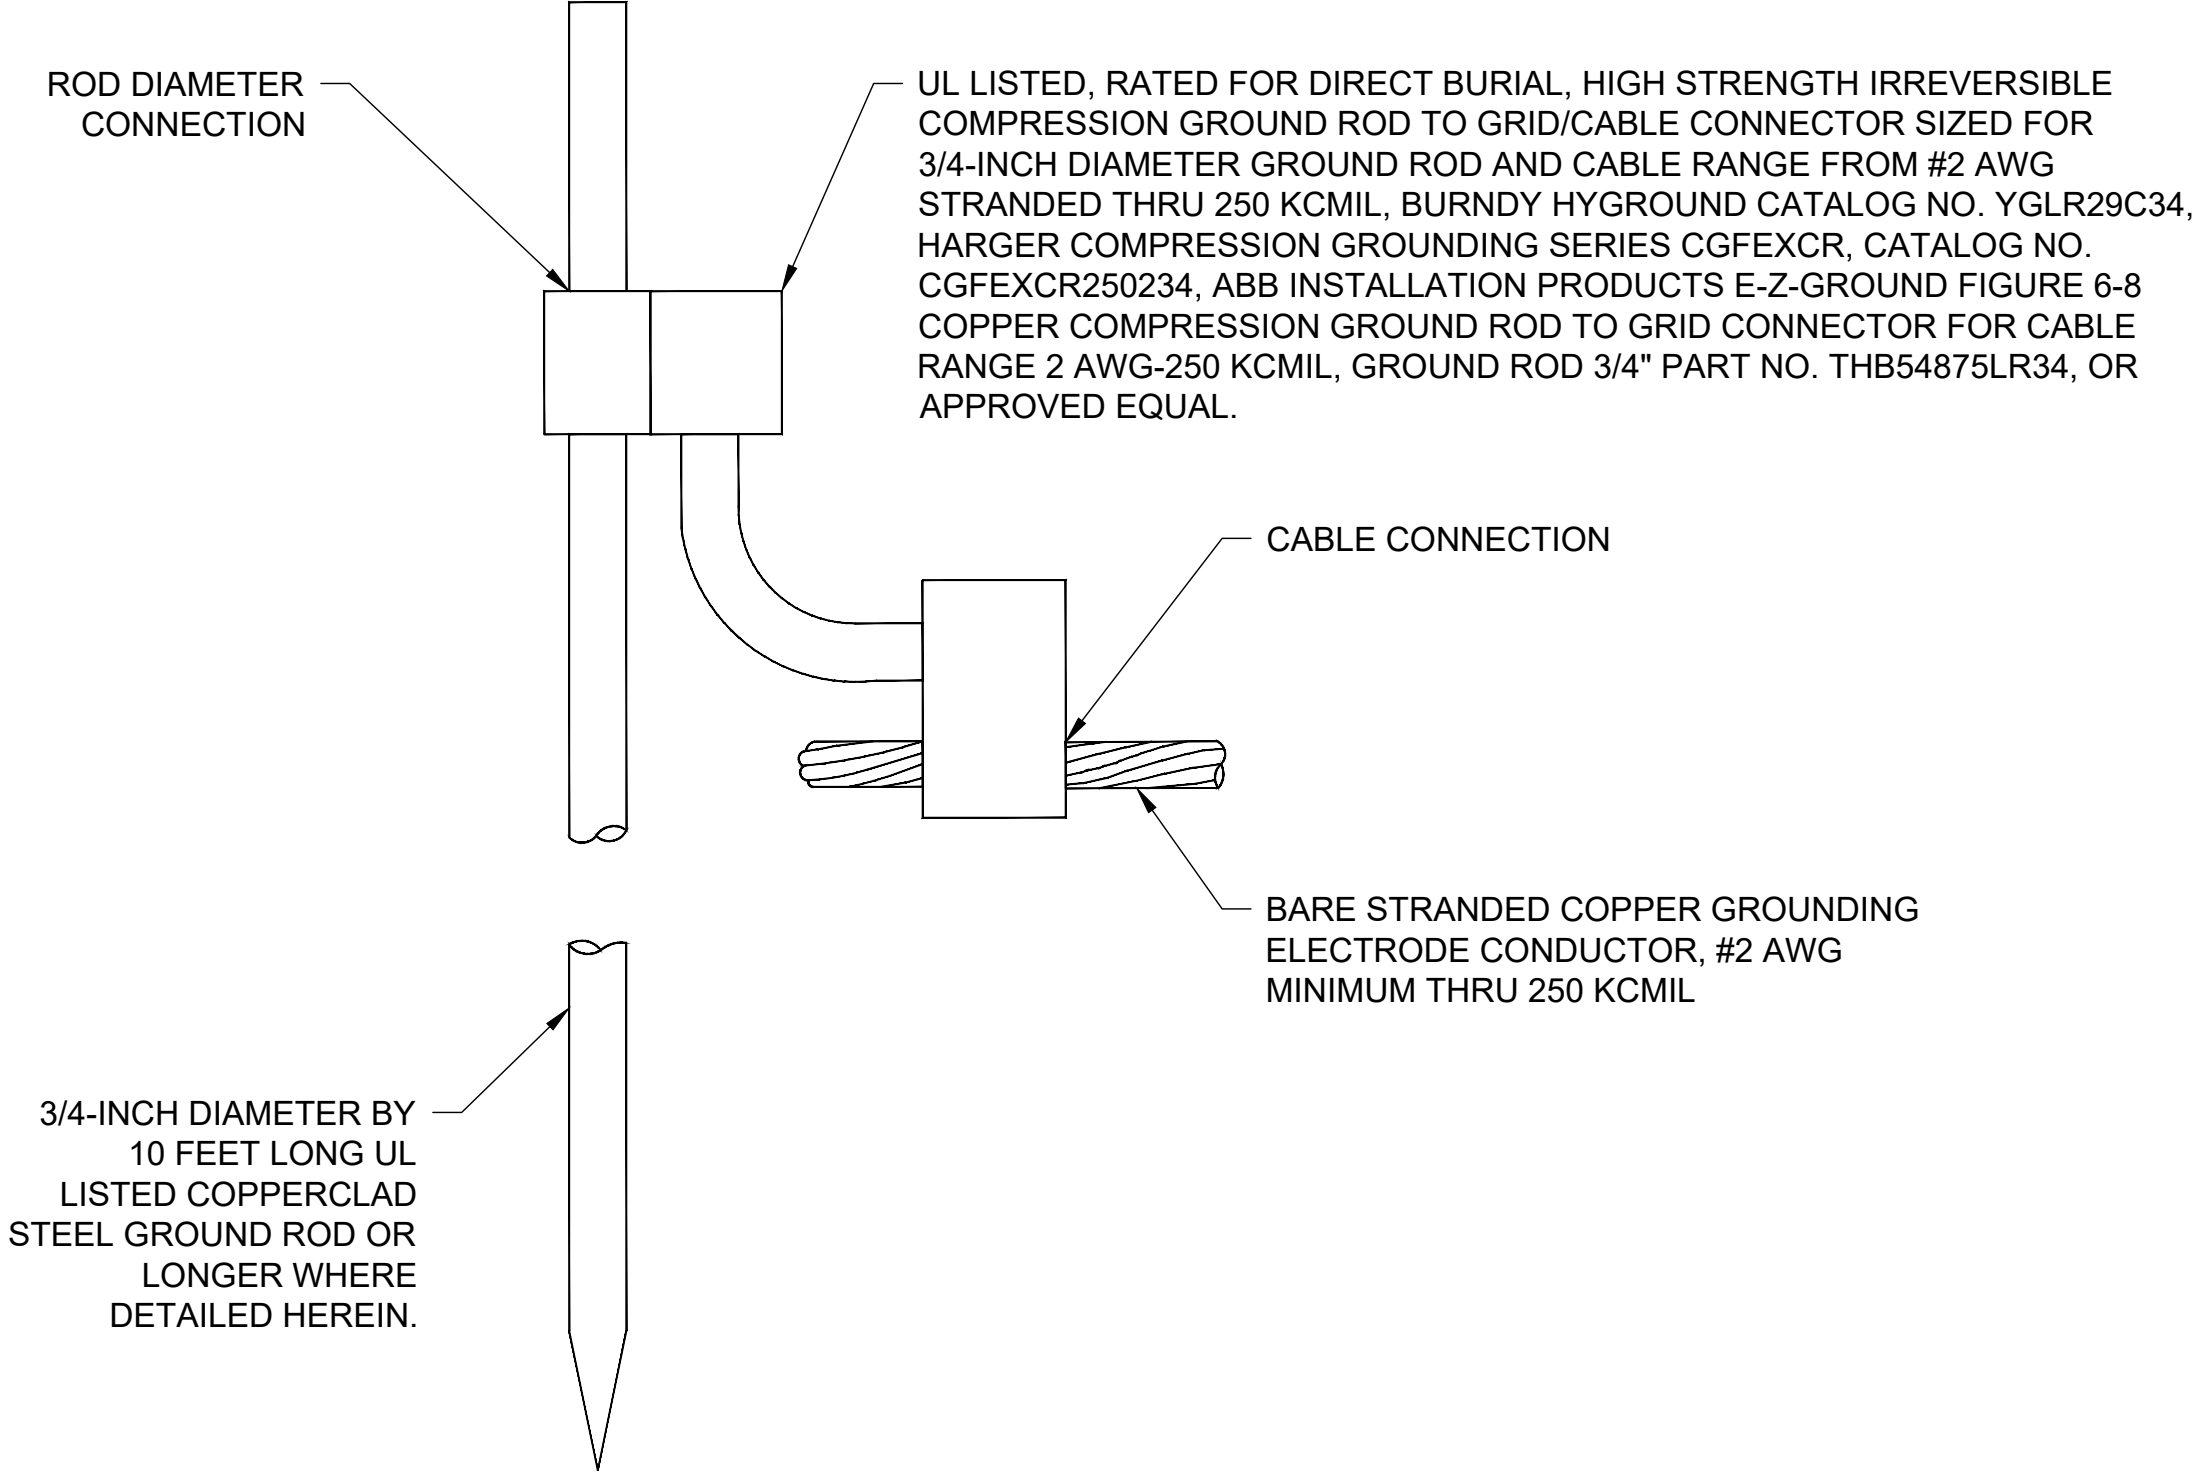 ROD DIAMETER
CONNECTION
UL LISTED, RATED FOR DIRECT BURIAL, HIGH STRENGTH IRREVERSIBLE
COMPRESSION GROUND ROD TO GRID/CABLE CONNECTOR SIZED FOR
3/4-INCH DIAMETER GROUND ROD AND CABLE RANGE FROM #2 AWG
STRANDED THRU 250 KCMIL, BURNDY HYGROUND CATALOG NO. YGLR29C34,
HARGER COMPRESSION GROUNDING SERIES CGFEXCR, CATALOG NO.
CGFEXCR250234, ABB INSTALLATION PRODUCTS E-Z-GROUND FIGURE 6-8
COPPER COMPRESSION GROUND ROD TO GRID CONNECTOR FOR CABLE
RANGE 2 AWG-250 KCMIL, GROUND ROD 3/4" PART NO. THB54875LR34, OR
APPROVED EQUAL.
CABLE CONNECTION
BARE STRANDED COPPER GROUNDING
ELECTRODE CONDUCTOR, #2 AWG
MINIMUM THRU 250 KCMIL
3/4-INCH DIAMETER BY
10 FEET LONG UL
LISTED COPPERCLAD
STEEL GROUND ROD OR
LONGER WHERE
DETAILED HEREIN.